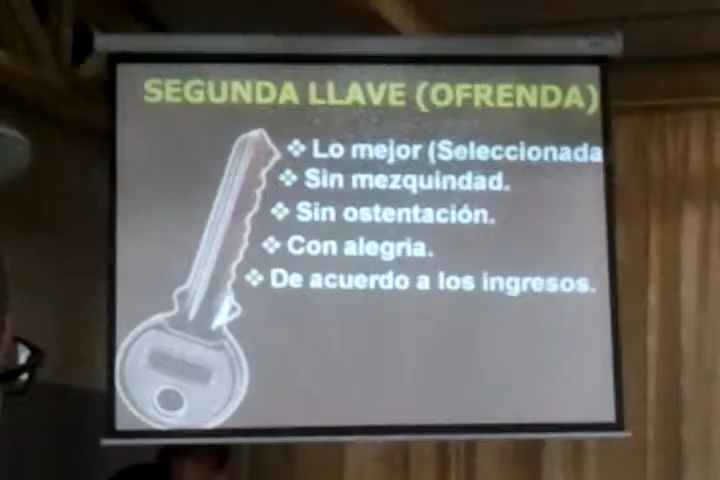 SEGUNDA LLAVE (OFRENDA)
❖ Lo mejor (Seleccionada
❖ Sin mezquindad.
❖ Sin ostentación.
❖ Con alegria.
❖ De acuerdo a los ingresos.